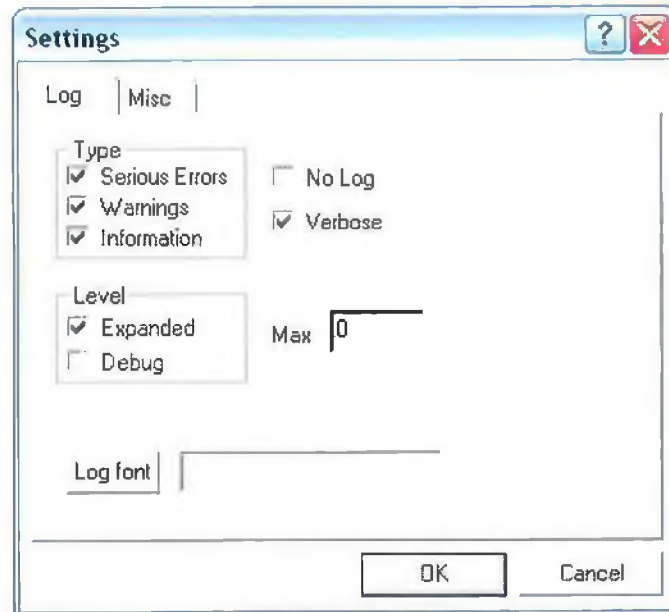 Settings
Log
Misc
Type
Serious Errors
Warnings
Information
No Log
Verbose
Level
Expanded
Debug
Max 0
Log font
OK
Cancel